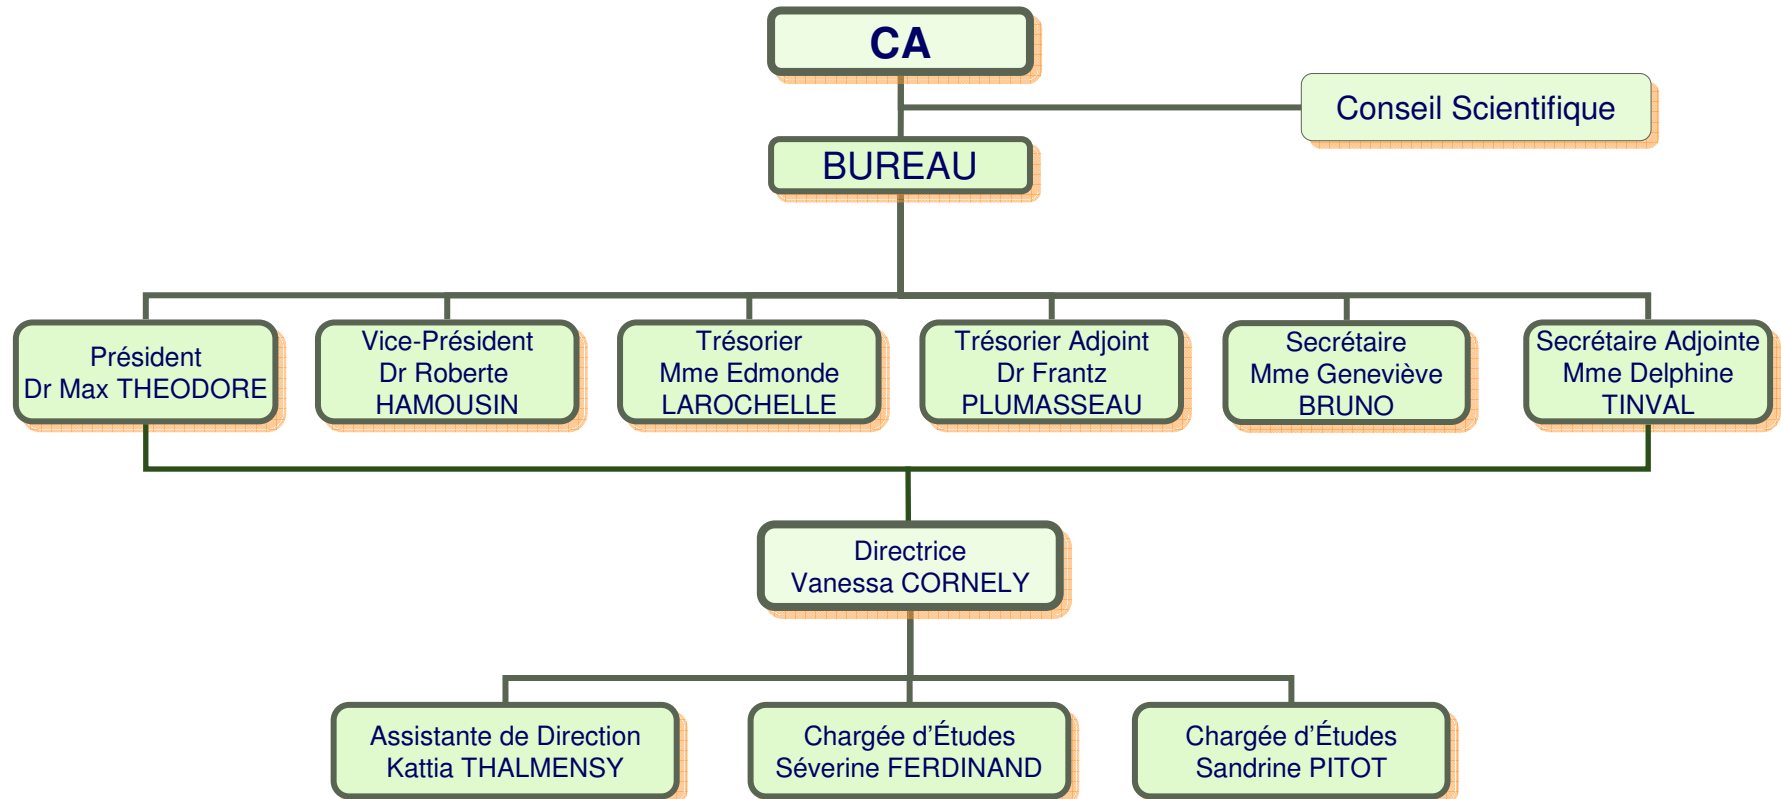 CA
Conseil Scientifique
BUREAU
Président
Dr Max THEODORE
Vice-Président
Dr Roberte
HAMOUSIN
Trésorier
Mme Edmonde
LAROCHELLE
Trésorier Adjoint
Dr Frantz
PLUMASSEAU
Secrétaire
Mme Geneviève
BRUNO
Secrétaire Adjointe
Mme Delphine
TINVAL
Directrice
Vanessa CORNELY
Assistante de Direction
Kattia THALMENSY
Chargée d’Études
Séverine FERDINAND
Chargée d’Études
Sandrine PITOT